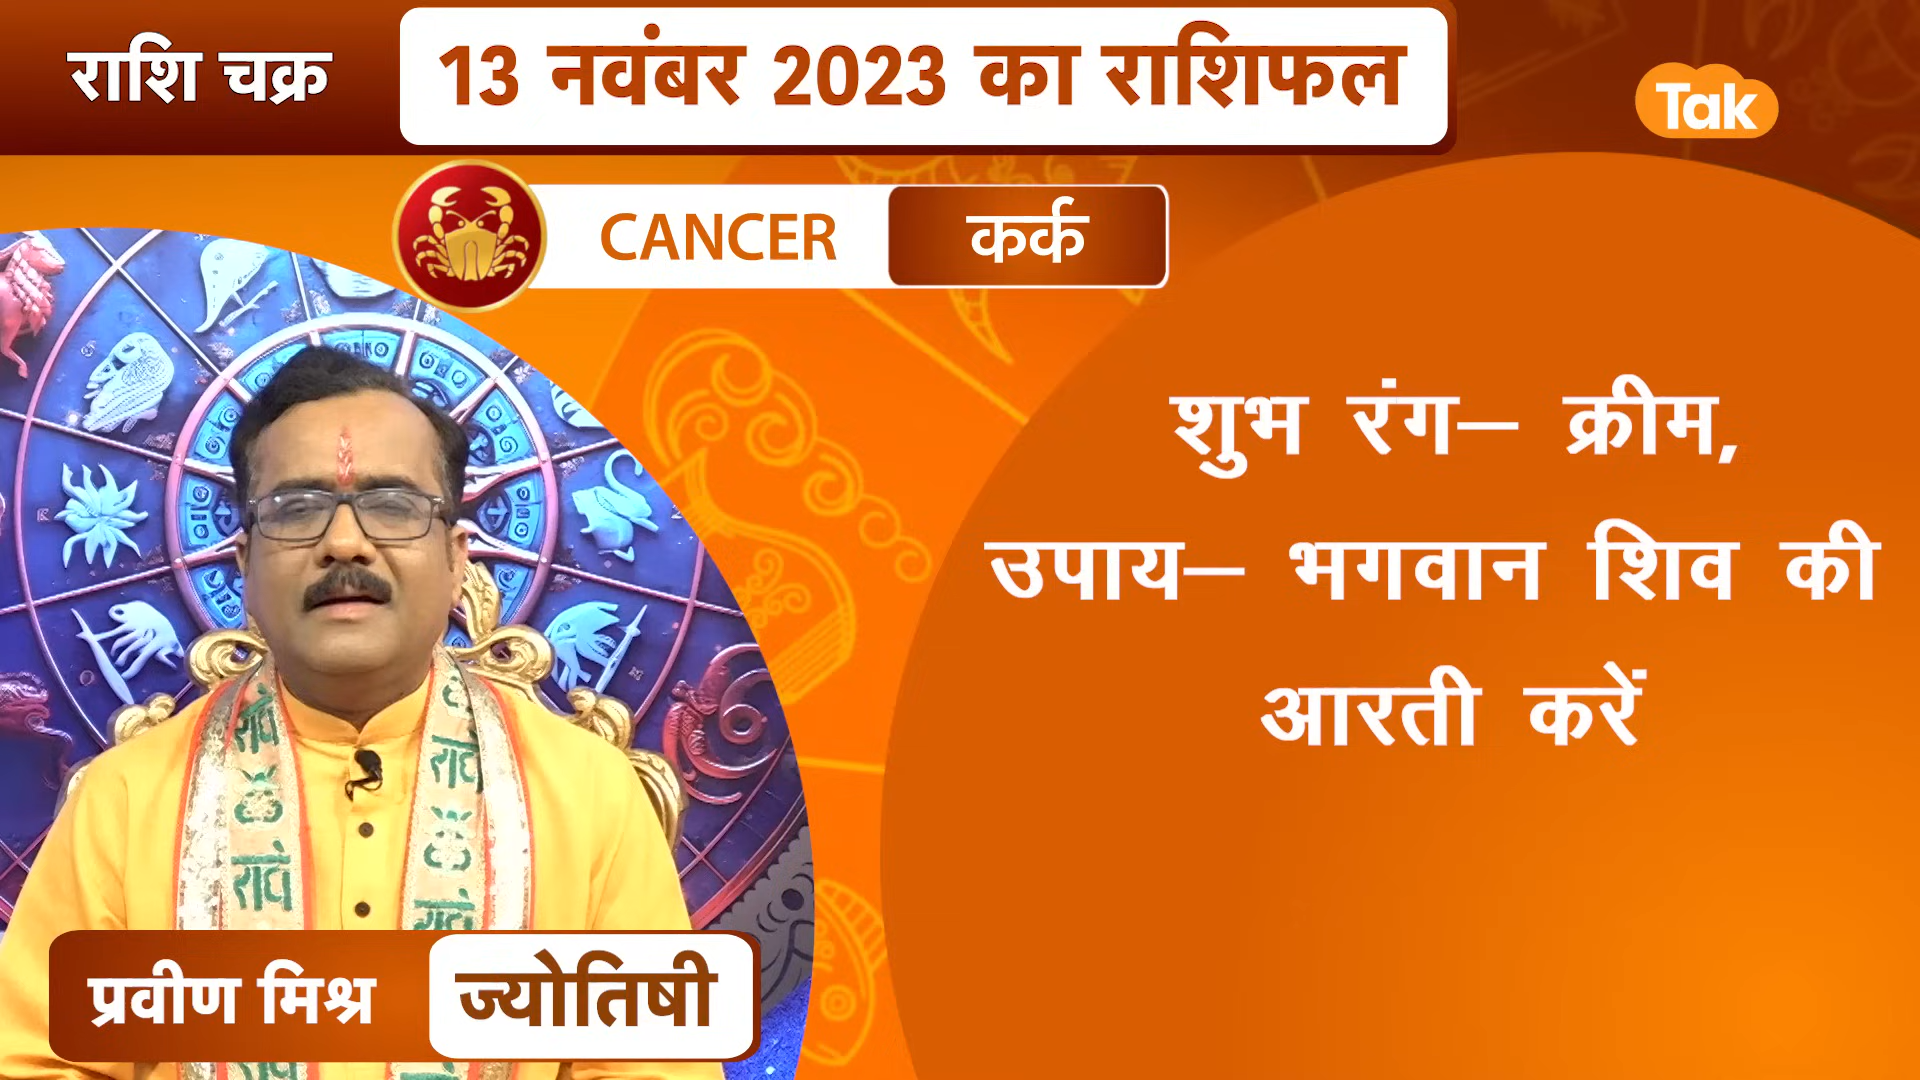 राशि चक्र
13 नवंबर 2023 का राशिफल
Tak
CANCER
कर्क
शुभ रंग– क्रीम,
उपाय– भगवान शिव की
आरती करें
प्रवीण मिश्र
ज्योतिषी